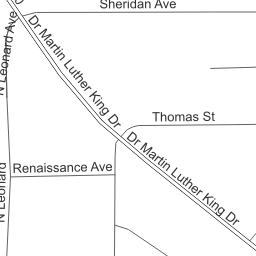 Sheridan Ave
Dr Martin Luther King Dr
N Leonard Ave
Thomas St
Dr Martin Luther King Dr
Renaissance Ave
N Leonard